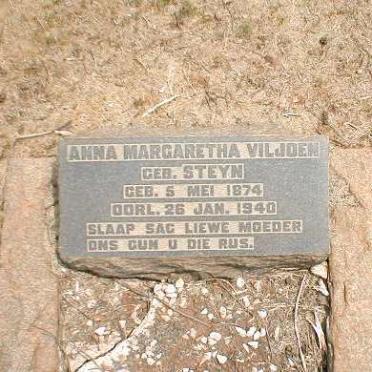 ANNA MARGARETHA VILJOEN
GEB. STEYN
GEB. 5 MEI 1874
OORL. 26 JAN. 1940
SLAAP SAG LIEWE MOEDER
ONS GUN U DIE RUS.